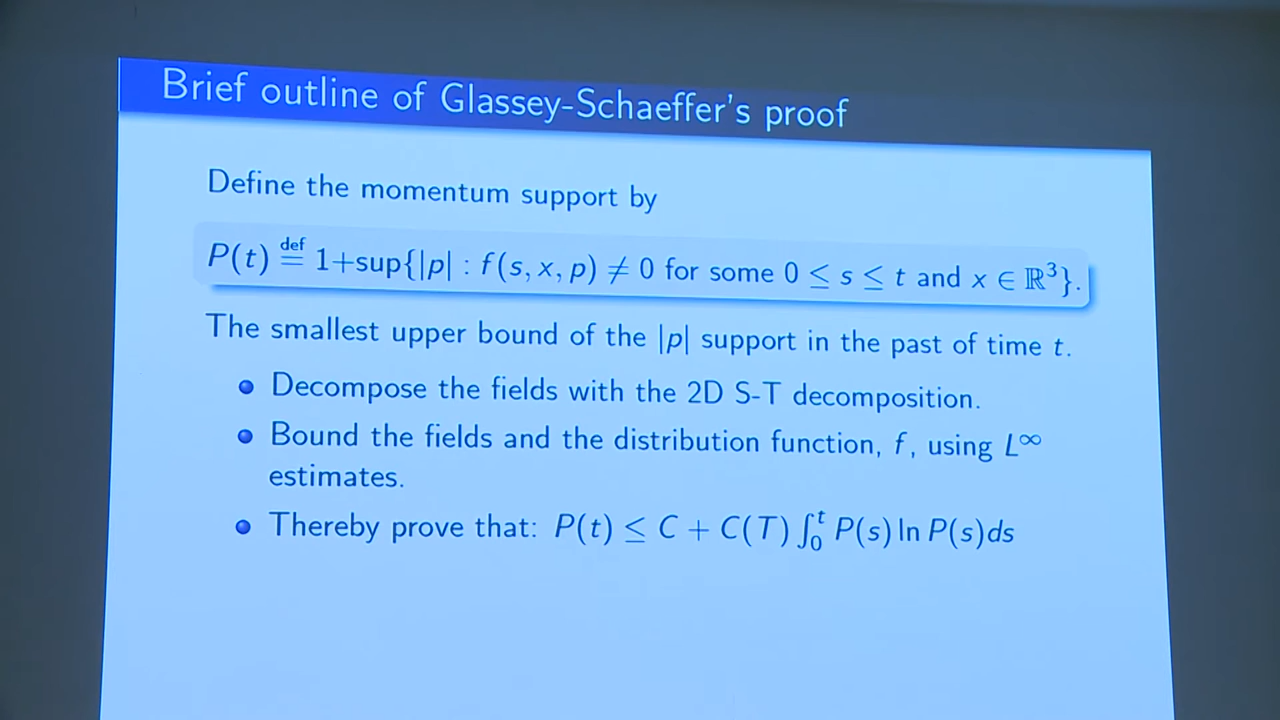 Brief outline of Glassey-Schaeffer's proof
Define the momentum support by
P(t) ≝ 1+sup{|p| : f(s, x, p) ≠ 0 for some 0 ≤ s ≤ t and x ∈ ℝ³}.
The smallest upper bound of the |p| support in the past of time t.
• Decompose the fields with the 2D S-T decomposition.
• Bound the fields and the distribution function, f, using L^∞
estimates.
• Thereby prove that: P(t) ≤ C + C(T) ∫₀ᵗ P(s) ln P(s)ds